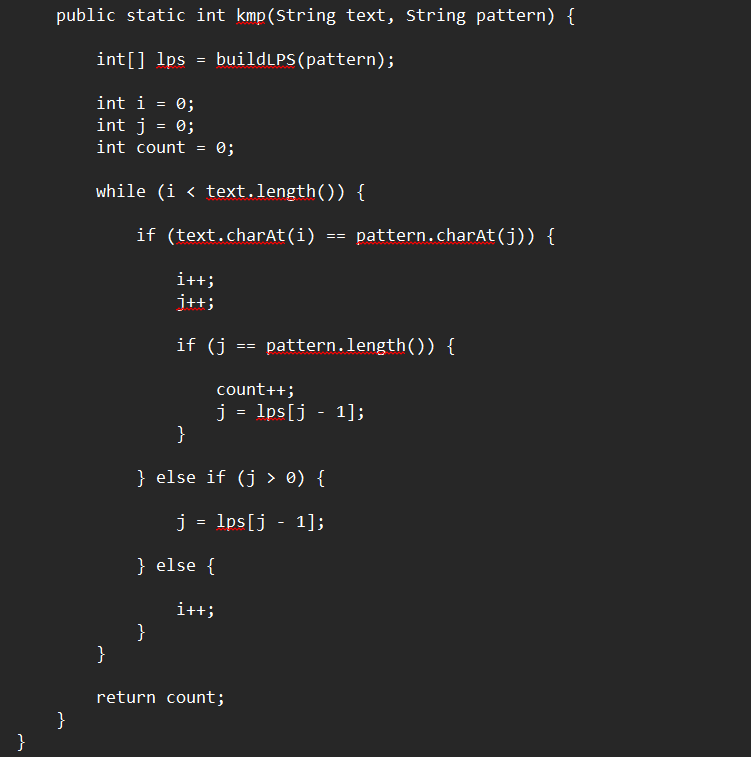 public static int kmp(String text, String pattern) {
int[] lps = buildLPS(pattern);
int i = 0;
int j = 0;
int count = 0;
while (i < text.length()) {
if (text.charAt(i) == pattern.charAt(j)) {
i++;
j++;
if (j == pattern.length()) {
count++;
j = lps[j - 1];
}
} else if (j > 0) {
j = lps[j - 1];
} else {
i++;
}
}
return count;
}
}